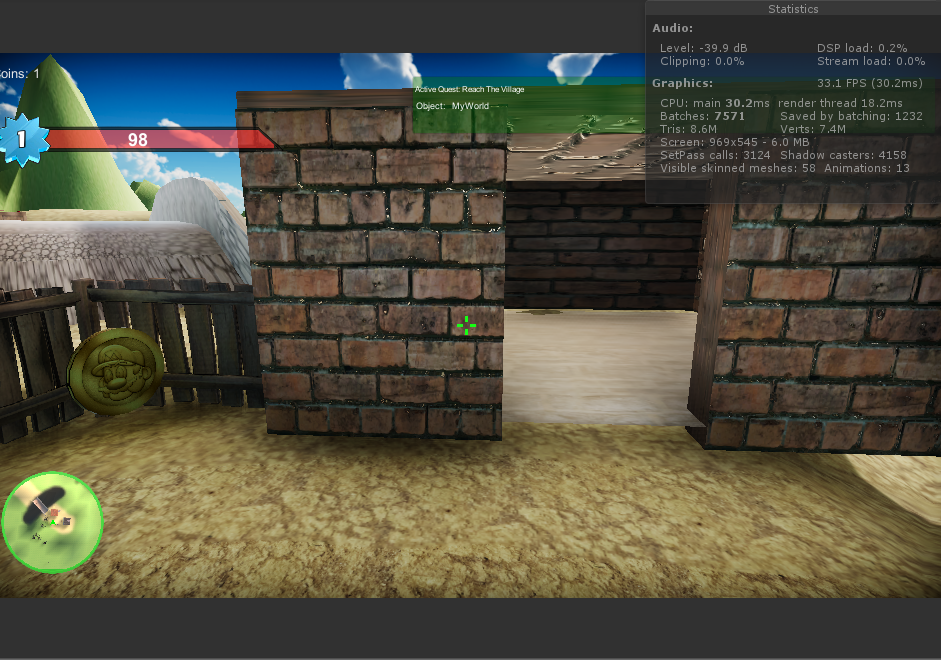 Statistics
Audio:
Level: -39.9 dB DSP load: 0.2%
Clipping: 0.0% Stream load: 0.0%
Graphics: 33.1 FPS (30.2ms)
CPU: main 30.2ms render thread 18.2ms
Batches: 7571 Saved by batching: 1232
Tris: 8.6M Verts: 7.4M
Screen: 969x545 - 6.0 MB
SetPass calls: 3124 Shadow casters: 4158
Visible skinned meshes: 58 Animations: 13
oins: 1
Active Quest: Reach The Village
Object: MyWorld
1
98